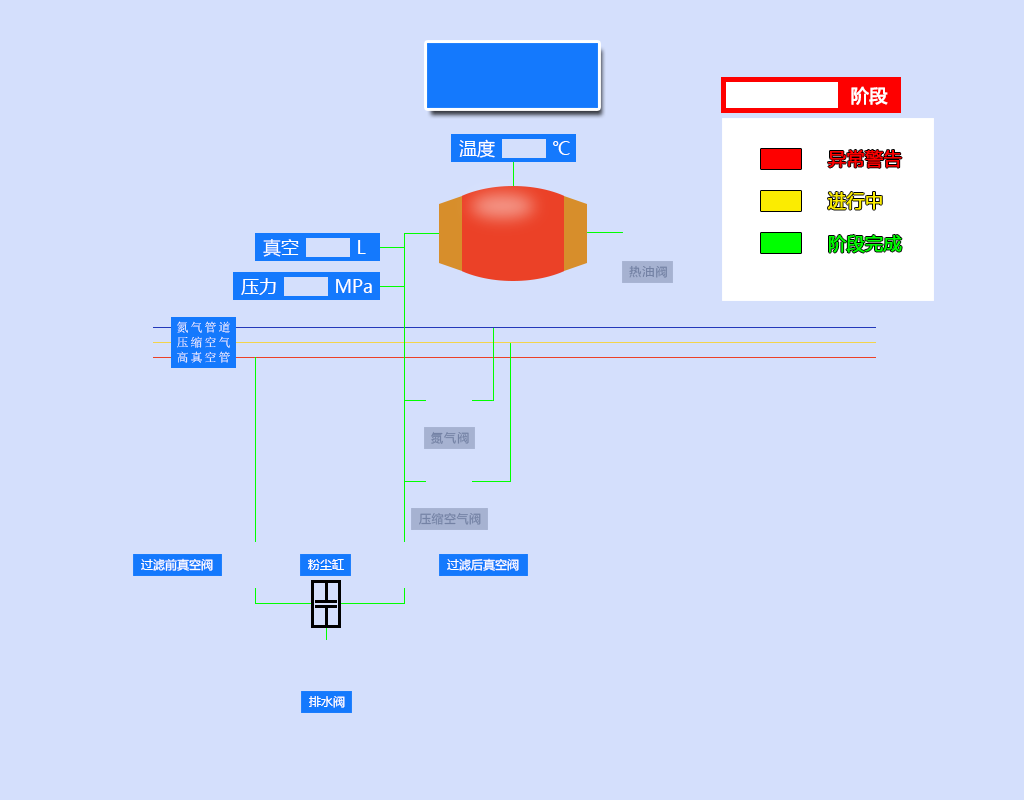 阶段
温度 ℃
异常警告
进行中
真空 L
阶段完成
热油阀
压力 MPa
氮气管道
压缩空气
高真空管
氮气阀
压缩空气阀
过滤前真空阀
粉尘缸
过滤后真空阀
排水阀